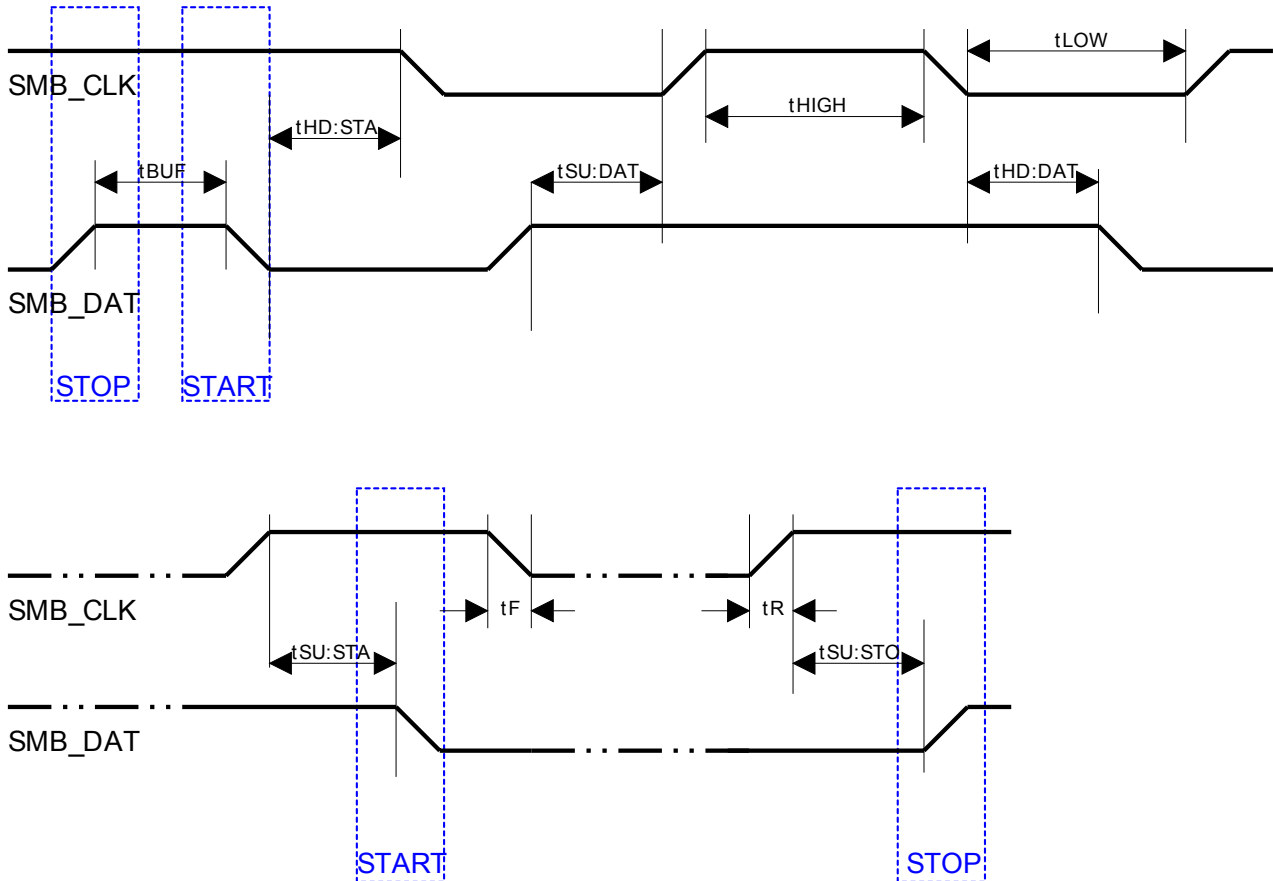 tLOW
SMB_CLK
tHIGH
tHD:STA
tBUF
tSU:DAT
tHD:DAT
SMB_DAT
STOP
START
SMB_CLK
tF
tR
tSU:STA
tSU:STO
SMB_DAT
START
STOP